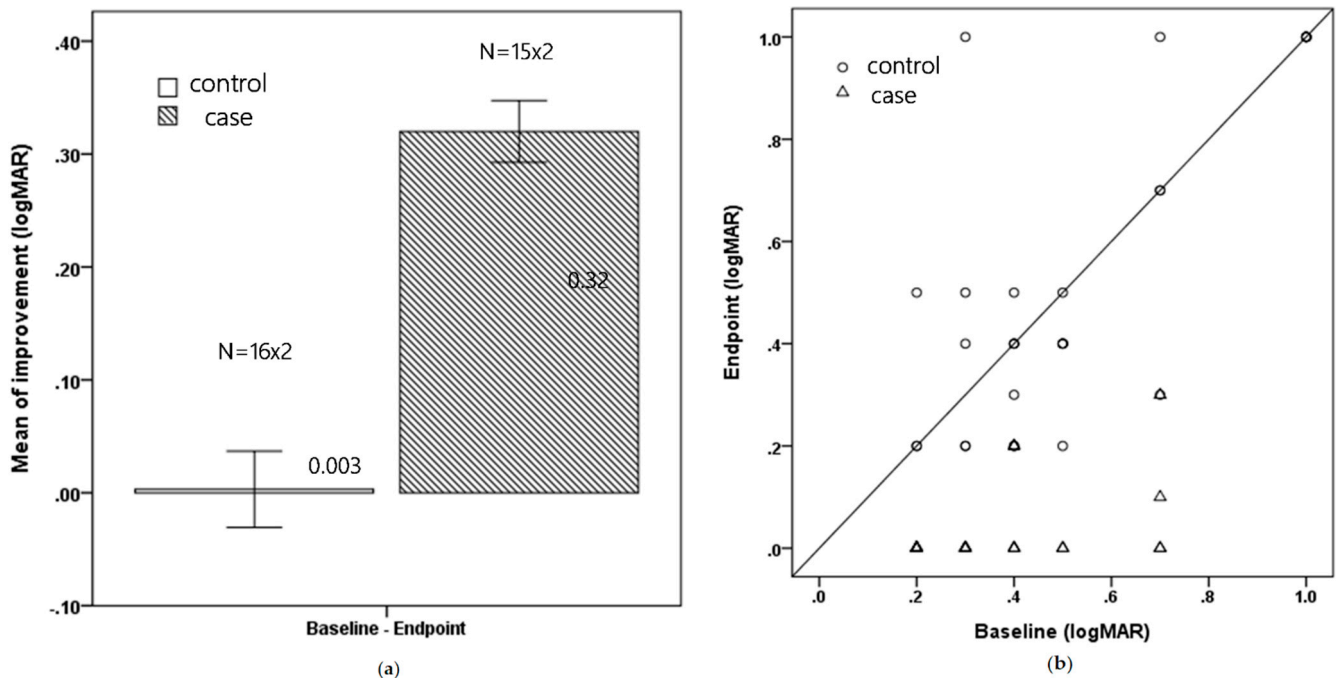 .40
N=15x2
control
case
.30
Mean of improvement (logMAR)
.20
0.32
N=16x2
.10
0.003
.00
-.10
Baseline - Endpoint
(a)
1.0
control
case
.8
Endpoint (logMAR)
.6
.4
.2
.0
.0 .2 .4 .6 .8 1.0
Baseline (logMAR)
(b)